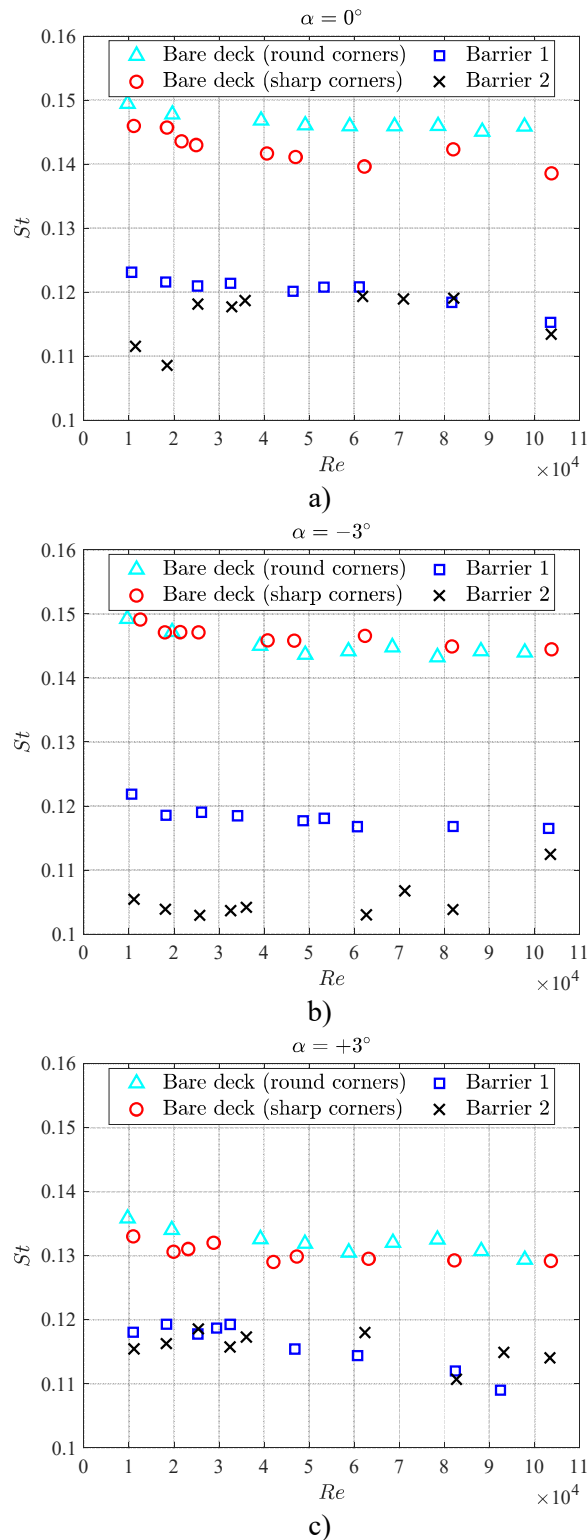 α = 0°
Bare deck (round corners) Barrier 1
Bare deck (sharp corners) Barrier 2
0.16
0.15
0.14
0.13
0.12
0.11
0.1
St
0 1 2 3 4 5 6 7 8 9 10 11
Re
×10⁴
a)
α = −3°
Bare deck (round corners) Barrier 1
Bare deck (sharp corners) Barrier 2
0.16
0.15
0.14
0.13
0.12
0.11
0.1
St
0 1 2 3 4 5 6 7 8 9 10 11
Re
×10⁴
b)
α = +3°
Bare deck (round corners) Barrier 1
Bare deck (sharp corners) Barrier 2
0.16
0.15
0.14
0.13
0.12
0.11
0.1
St
0 1 2 3 4 5 6 7 8 9 10 11
Re
×10⁴
c)